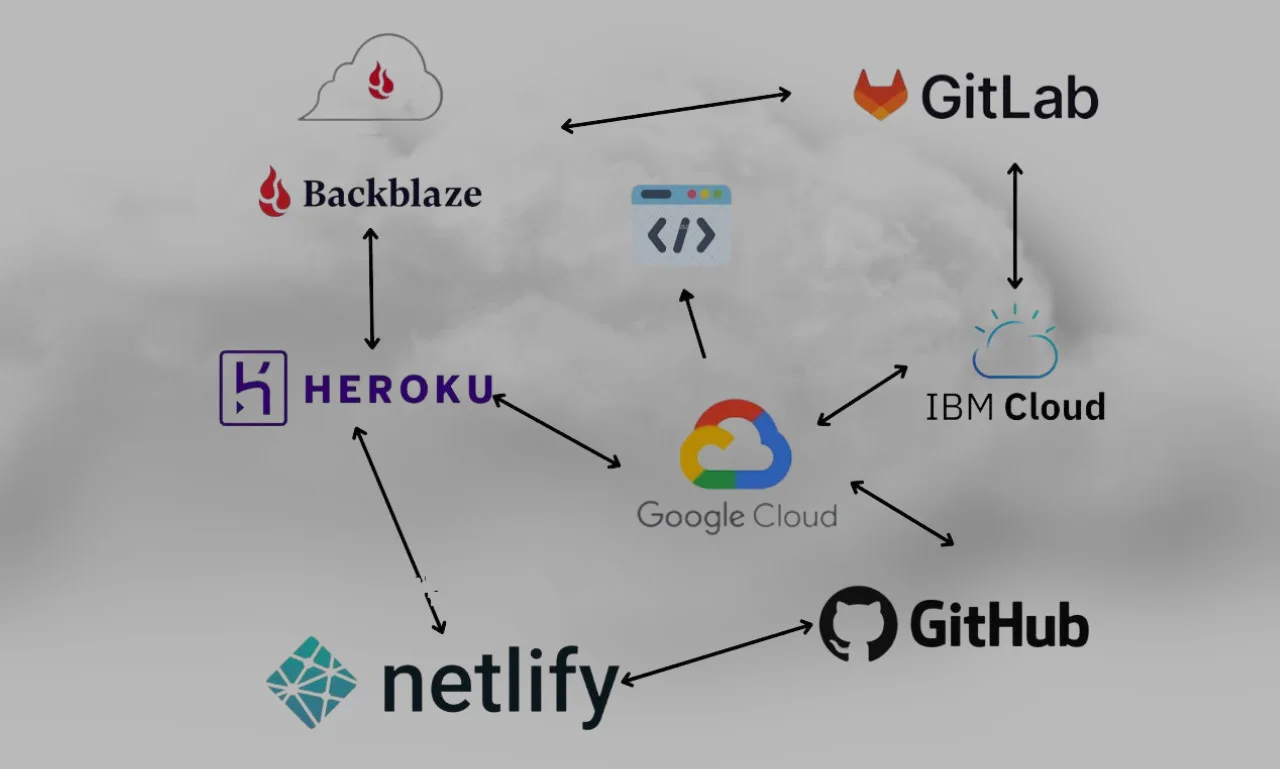 GitLab
Backblaze
</>
HEROKU
IBM Cloud
Google Cloud
GitHub
netlify